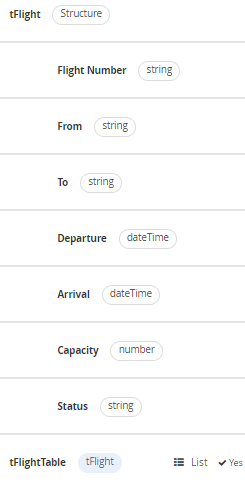 tFlight Structure
Flight Number string
From string
To string
Departure dateTime
Arrival dateTime
Capacity number
Status string
tFlightTable tFlight List Yes